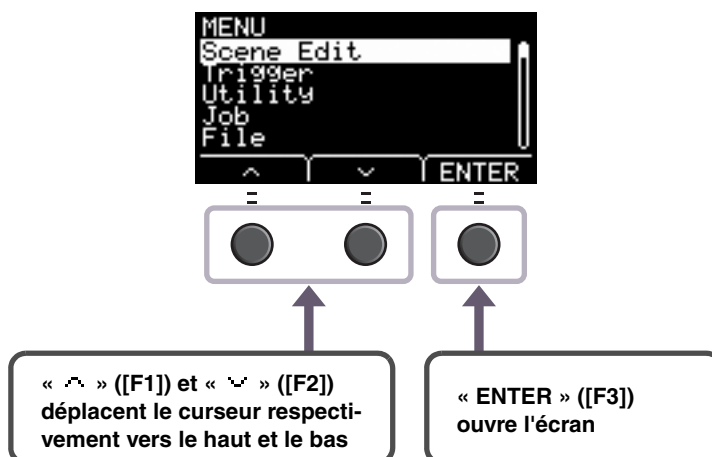 MENU
Scene Edit
Trigger
Utility
Job
File
ENTER
« ^ » ([F1]) et « ˅ » ([F2])
déplacent le curseur respecti-
vement vers le haut et le bas
« ENTER » ([F3])
ouvre l'écran